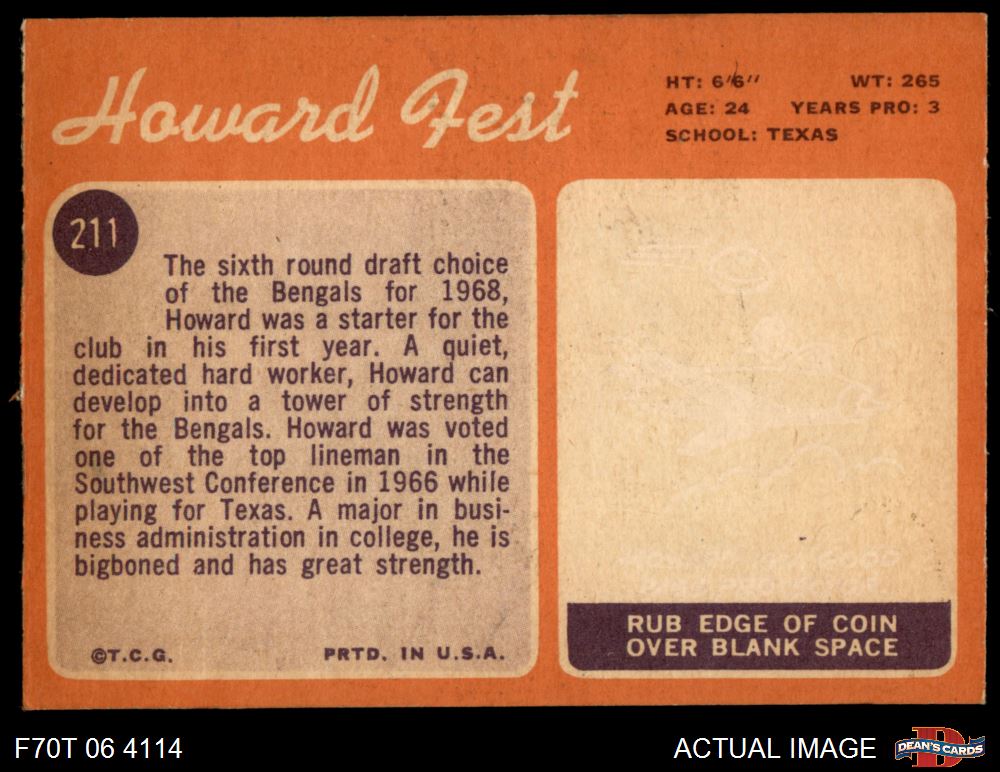 Howard Fest
HT: 6'6" WT: 265
AGE: 24 YEARS PRO: 3
SCHOOL: TEXAS
211
The sixth round draft choice
of the Bengals for 1968,
Howard was a starter for the
club in his first year. A quiet,
dedicated hard worker, Howard can
develop into a tower of strength
for the Bengals. Howard was voted
one of the top lineman in the
Southwest Conference in 1966 while
playing for Texas. A major in busi-
ness administration in college, he is
bigboned and has great strength.
©T.C.G. PRTD. IN U.S.A.
RUB EDGE OF COIN
OVER BLANK SPACE
F70T 06 4114
ACTUAL IMAGE
DEAN'S CARDS